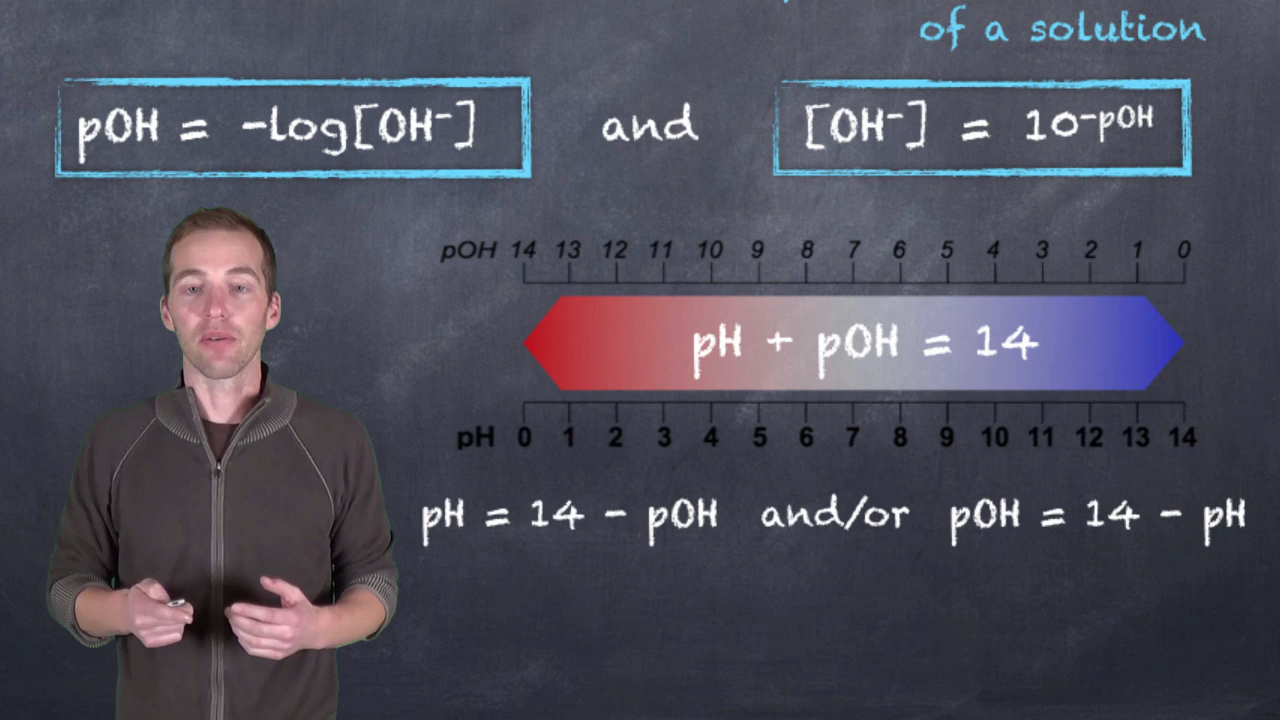 of a solution
pOH = -log[OH⁻] and [OH⁻] = 10⁻ᵖᴼᴴ
pOH 14 13 12 11 10 9 8 7 6 5 4 3 2 1 0
pH + pOH = 14
pH 0 1 2 3 4 5 6 7 8 9 10 11 12 13 14
pH = 14 - pOH and/or pOH = 14 - pH